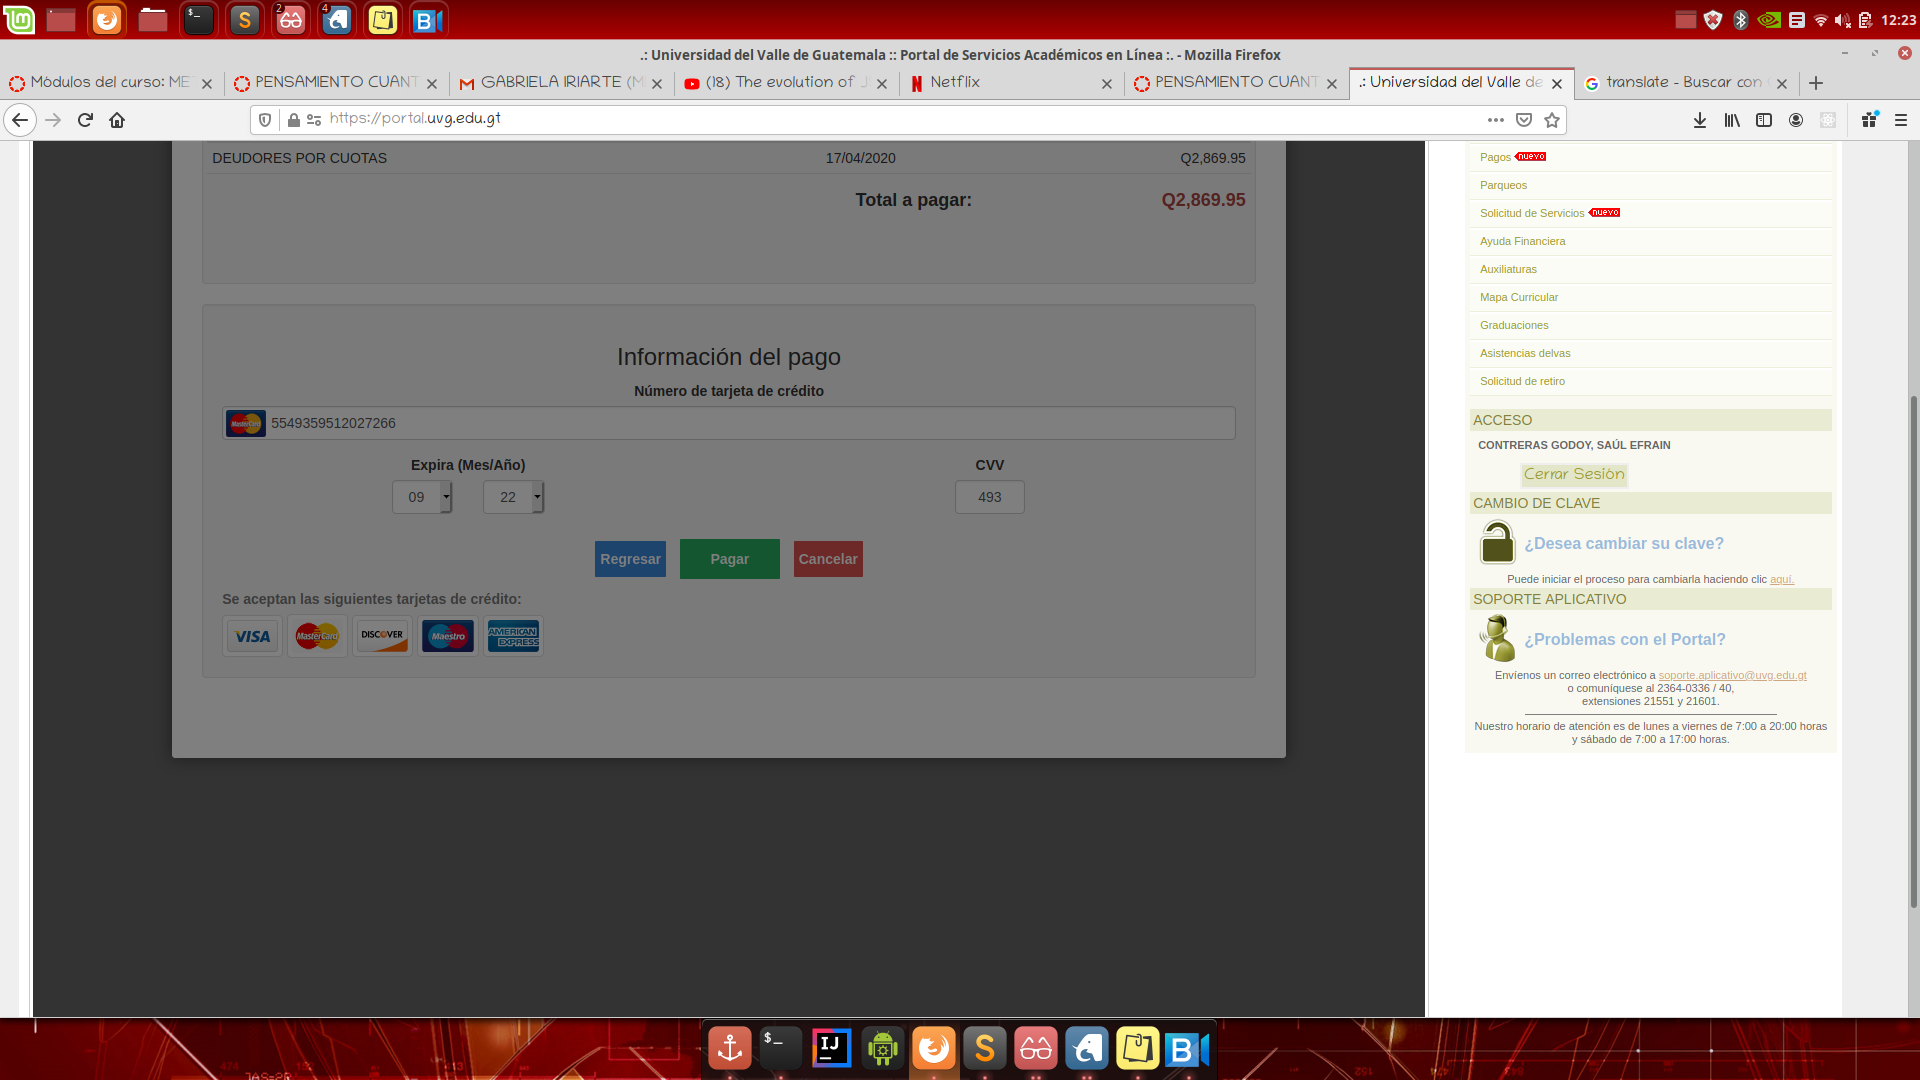 12:23
.: Universidad del Valle de Guatemala :: Portal de Servicios Académicos en Línea :. - Mozilla Firefox
Módulos del curso: ME
PENSAMIENTO CUANT
GABRIELA IRIARTE (M
(18) The evolution of J
Netflix
PENSAMIENTO CUANT
.: Universidad del Valle de
translate - Buscar con
https://portal.uvg.edu.gt
DEUDORES POR CUOTAS 17/04/2020 Q2,869.95
Total a pagar: Q2,869.95
Información del pago
Número de tarjeta de crédito
MasterCard 5549359512027266
Expira (Mes/Año) CVV
09 22 493
Regresar Pagar Cancelar
Se aceptan las siguientes tarjetas de crédito:
VISA MasterCard DISCOVER Maestro AMERICAN EXPRESS
Pagos nuevo
Parqueos
Solicitud de Servicios nuevo
Ayuda Financiera
Auxiliaturas
Mapa Curricular
Graduaciones
Asistencias delvas
Solicitud de retiro
ACCESO
CONTRERAS GODOY, SAÚL EFRAIN
Cerrar Sesión
CAMBIO DE CLAVE
¿Desea cambiar su clave?
Puede iniciar el proceso para cambiarla haciendo clic aquí.
SOPORTE APLICATIVO
¿Problemas con el Portal?
Envíenos un correo electrónico a soporte.aplicativo@uvg.edu.gt
o comuníquese al 2364-0336 / 40,
extensiones 21551 y 21601.
Nuestro horario de atención es de lunes a viernes de 7:00 a 20:00 horas
y sábado de 7:00 a 17:00 horas.